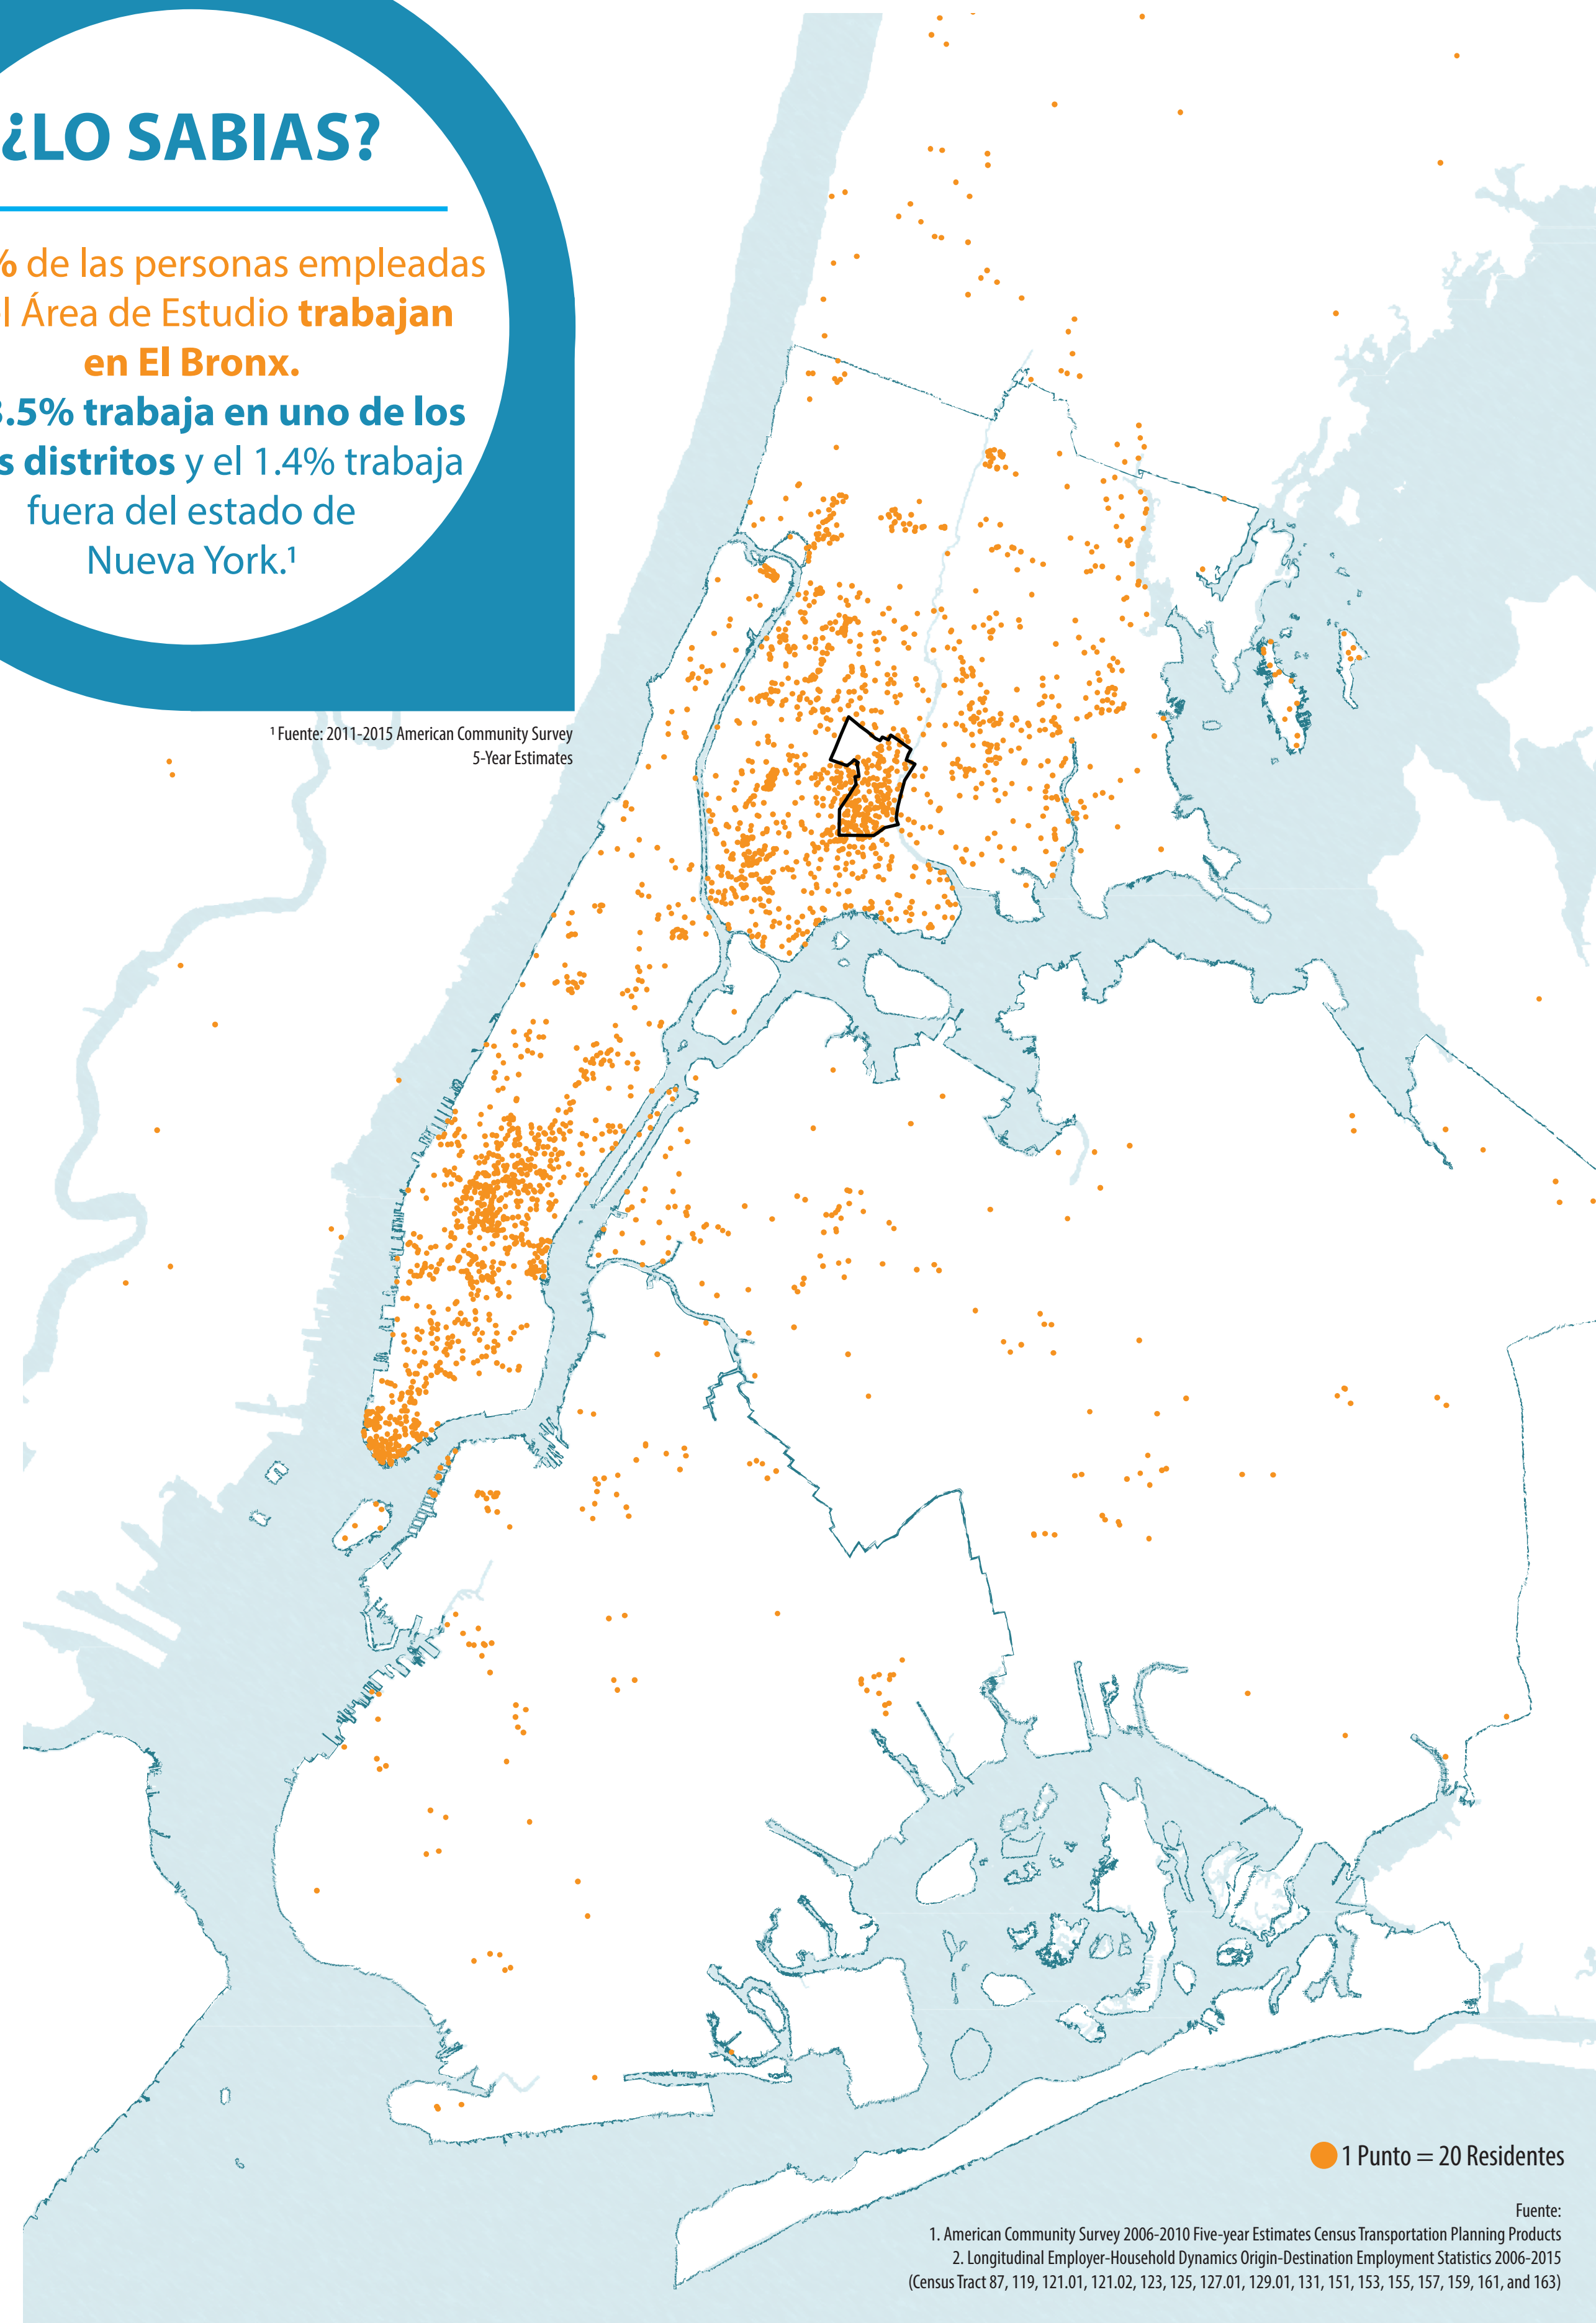 ¿LO SABIAS?
% de las personas empleadas
l Área de Estudio trabajan
en El Bronx.
.5% trabaja en uno de los
s distritos y el 1.4% trabaja
fuera del estado de
Nueva York.¹
¹ Fuente: 2011-2015 American Community Survey
5-Year Estimates
1 Punto = 20 Residentes
Fuente:
1. American Community Survey 2006-2010 Five-year Estimates Census Transportation Planning Products
2. Longitudinal Employer-Household Dynamics Origin-Destination Employment Statistics 2006-2015
(Census Tract 87, 119, 121.01, 121.02, 123, 125, 127.01, 129.01, 131, 151, 153, 155, 157, 159, 161, and 163)